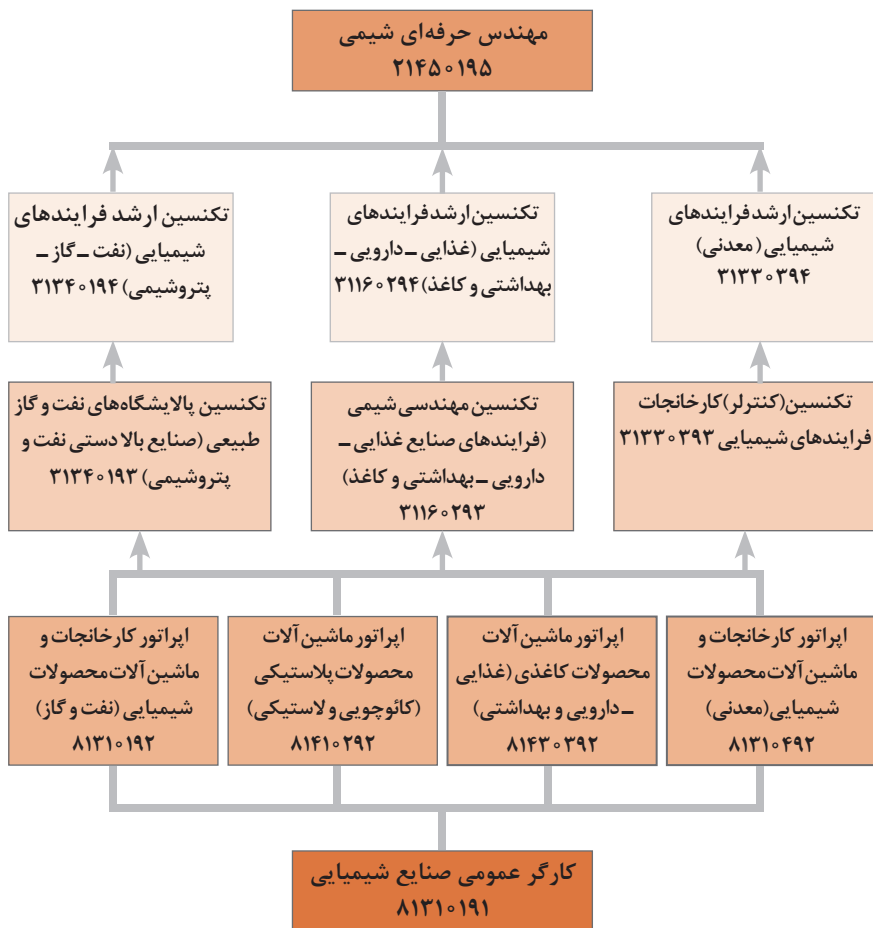 مهندس حرفه‌ای شیمی
۲۱۴۵۰۱۹۵
تکنسین ارشد فرایندهای
شیمیایی (معدنی)
۳۱۳۳۰۳۹۴
تکنسین ارشد فرایندهای
شیمیایی (غذایی ـ دارویی ـ
بهداشتی و کاغذ) ۳۱۱۶۰۲۹۴
تکنسین ارشد فرایندهای
شیمیایی (نفت ـ گاز ـ
پتروشیمی) ۳۱۳۴۰۱۹۴
تکنسین (کنترلر) کارخانجات
فرایندهای شیمیایی ۳۱۳۳۰۳۹۳
تکنسین مهندسی شیمی
(فرایندهای صنایع غذایی ـ
دارویی ـ بهداشتی و کاغذ)
۳۱۱۶۰۲۹۳
تکنسین پالایشگاه‌های نفت و گاز
طبیعی (صنایع بالا دستی نفت و
پتروشیمی) ۳۱۳۴۰۱۹۳
اپراتور کارخانجات و
ماشین آلات محصولات
شیمیایی (معدنی)
۸۱۳۱۰۴۹۲
اپراتور ماشین آلات
محصولات کاغذی (غذایی
ـ دارویی و بهداشتی)
۸۱۴۳۰۳۹۲
اپراتور ماشین آلات
محصولات پلاستیکی
(کائوچویی و لاستیکی)
۸۱۴۱۰۲۹۲
اپراتور کارخانجات و
ماشین آلات محصولات
شیمیایی (نفت و گاز)
۸۱۳۱۰۱۹۲
کارگر عمومی صنایع شیمیایی
۸۱۳۱۰۱۹۱